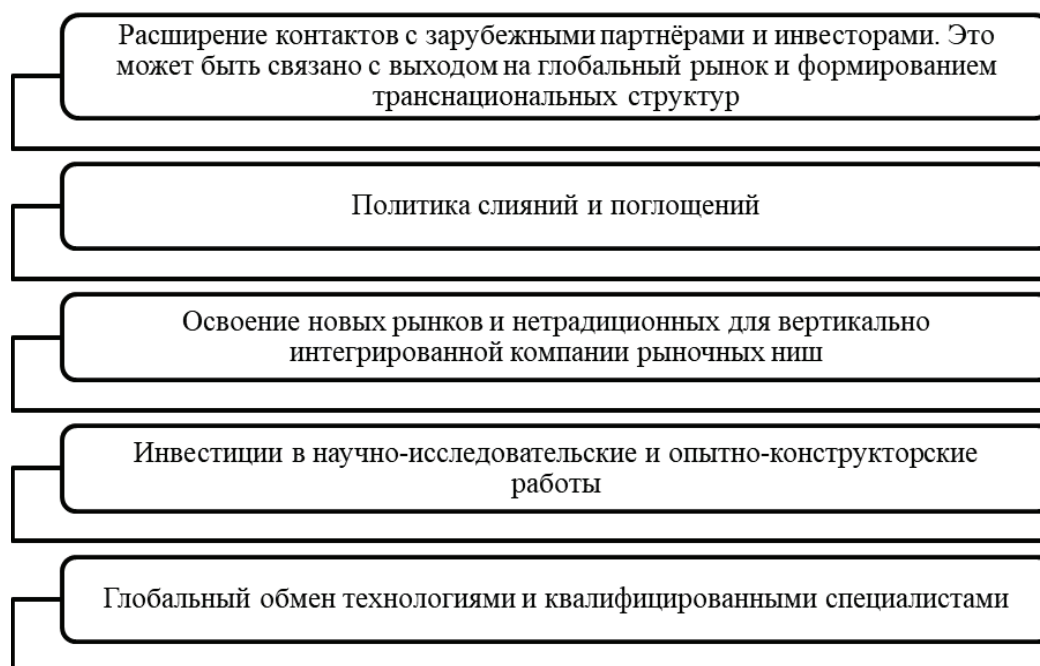 Расширение контактов с зарубежными партнёрами и инвесторами. Это
может быть связано с выходом на глобальный рынок и формированием
транснациональных структур
Политика слияний и поглощений
Освоение новых рынков и нетрадиционных для вертикально
интегрированной компании рыночных ниш
Инвестиции в научно-исследовательские и опытно-конструкторские
работы
Глобальный обмен технологиями и квалифицированными специалистами